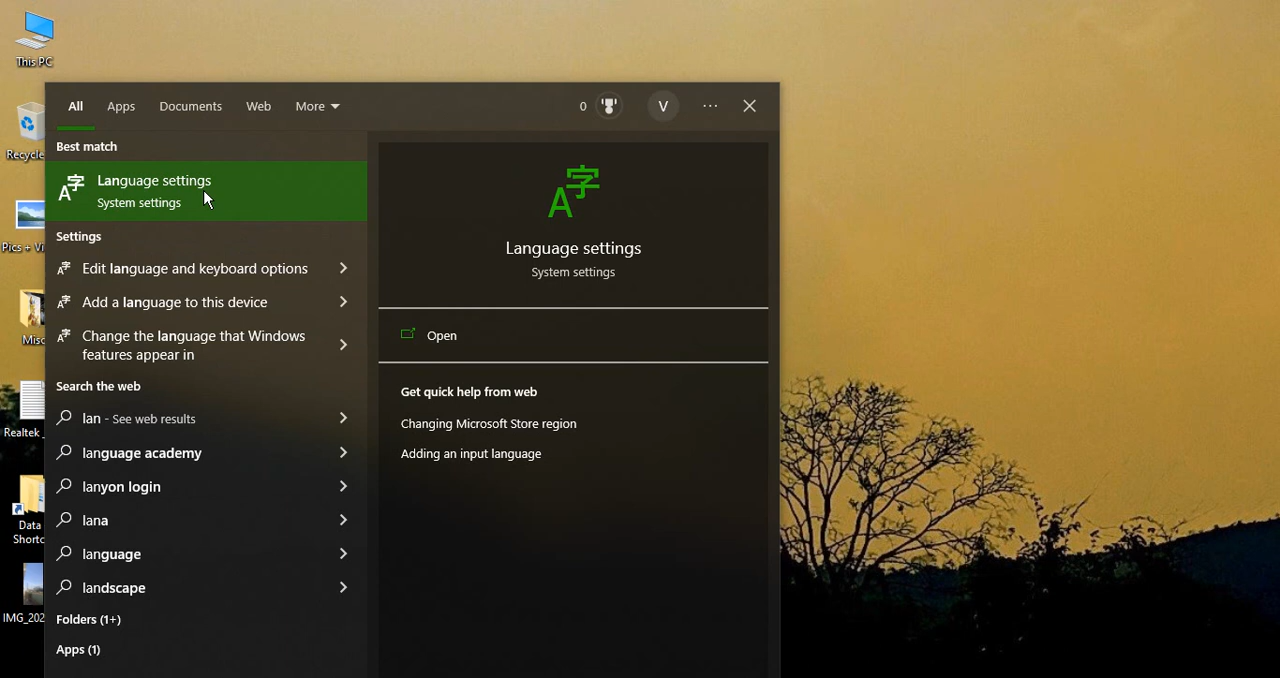 This PC
Recycle
Pics + Vi
Misc
Realtek_
Data
Shortc
IMG_202
All Apps Documents Web More 0 V ...
Best match
Language settings
System settings
Settings
Edit language and keyboard options
Add a language to this device
Change the language that Windows
features appear in
Search the web
lan - See web results
language academy
lanyon login
lana
language
landscape
Folders (1+)
Apps (1)
A字
Language settings
System settings
Open
Get quick help from web
Changing Microsoft Store region
Adding an input language